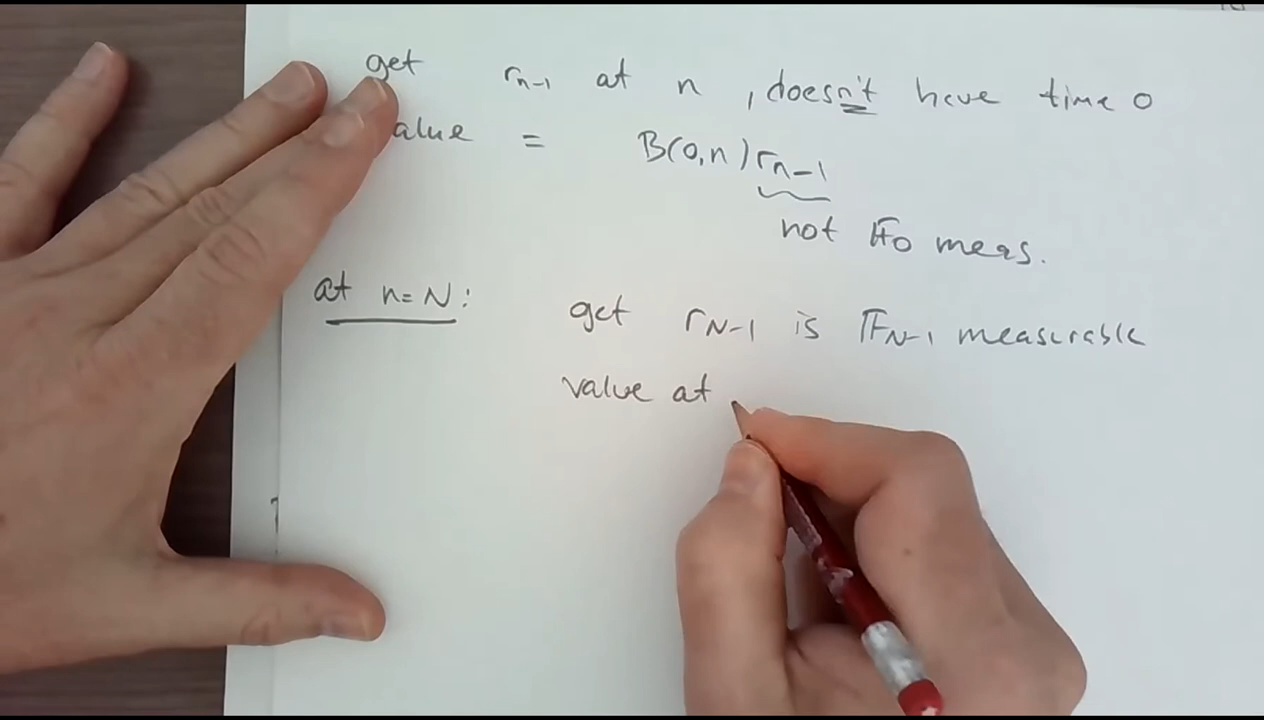 get r_{n-1} at n , doesn't have time 0
alue = B(0,n) r_{n-1}
not 𝔽_0 meas.
at n=N: get r_{N-1} is 𝔽_{N-1} measurable
value at